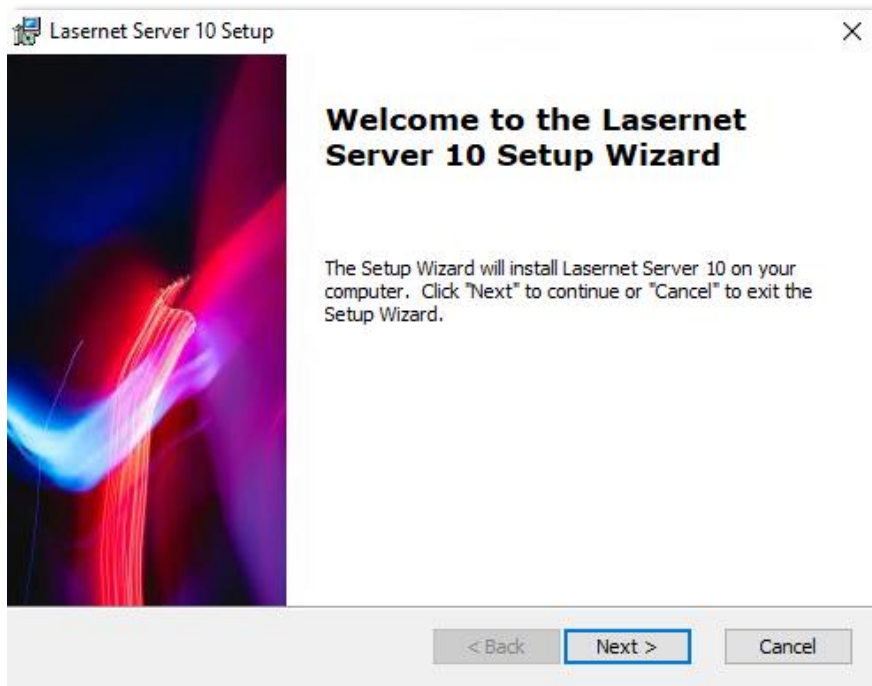 Lasernet Server 10 Setup
Welcome to the Lasernet
Server 10 Setup Wizard
The Setup Wizard will install Lasernet Server 10 on your
computer. Click "Next" to continue or "Cancel" to exit the
Setup Wizard.
< Back Next > Cancel